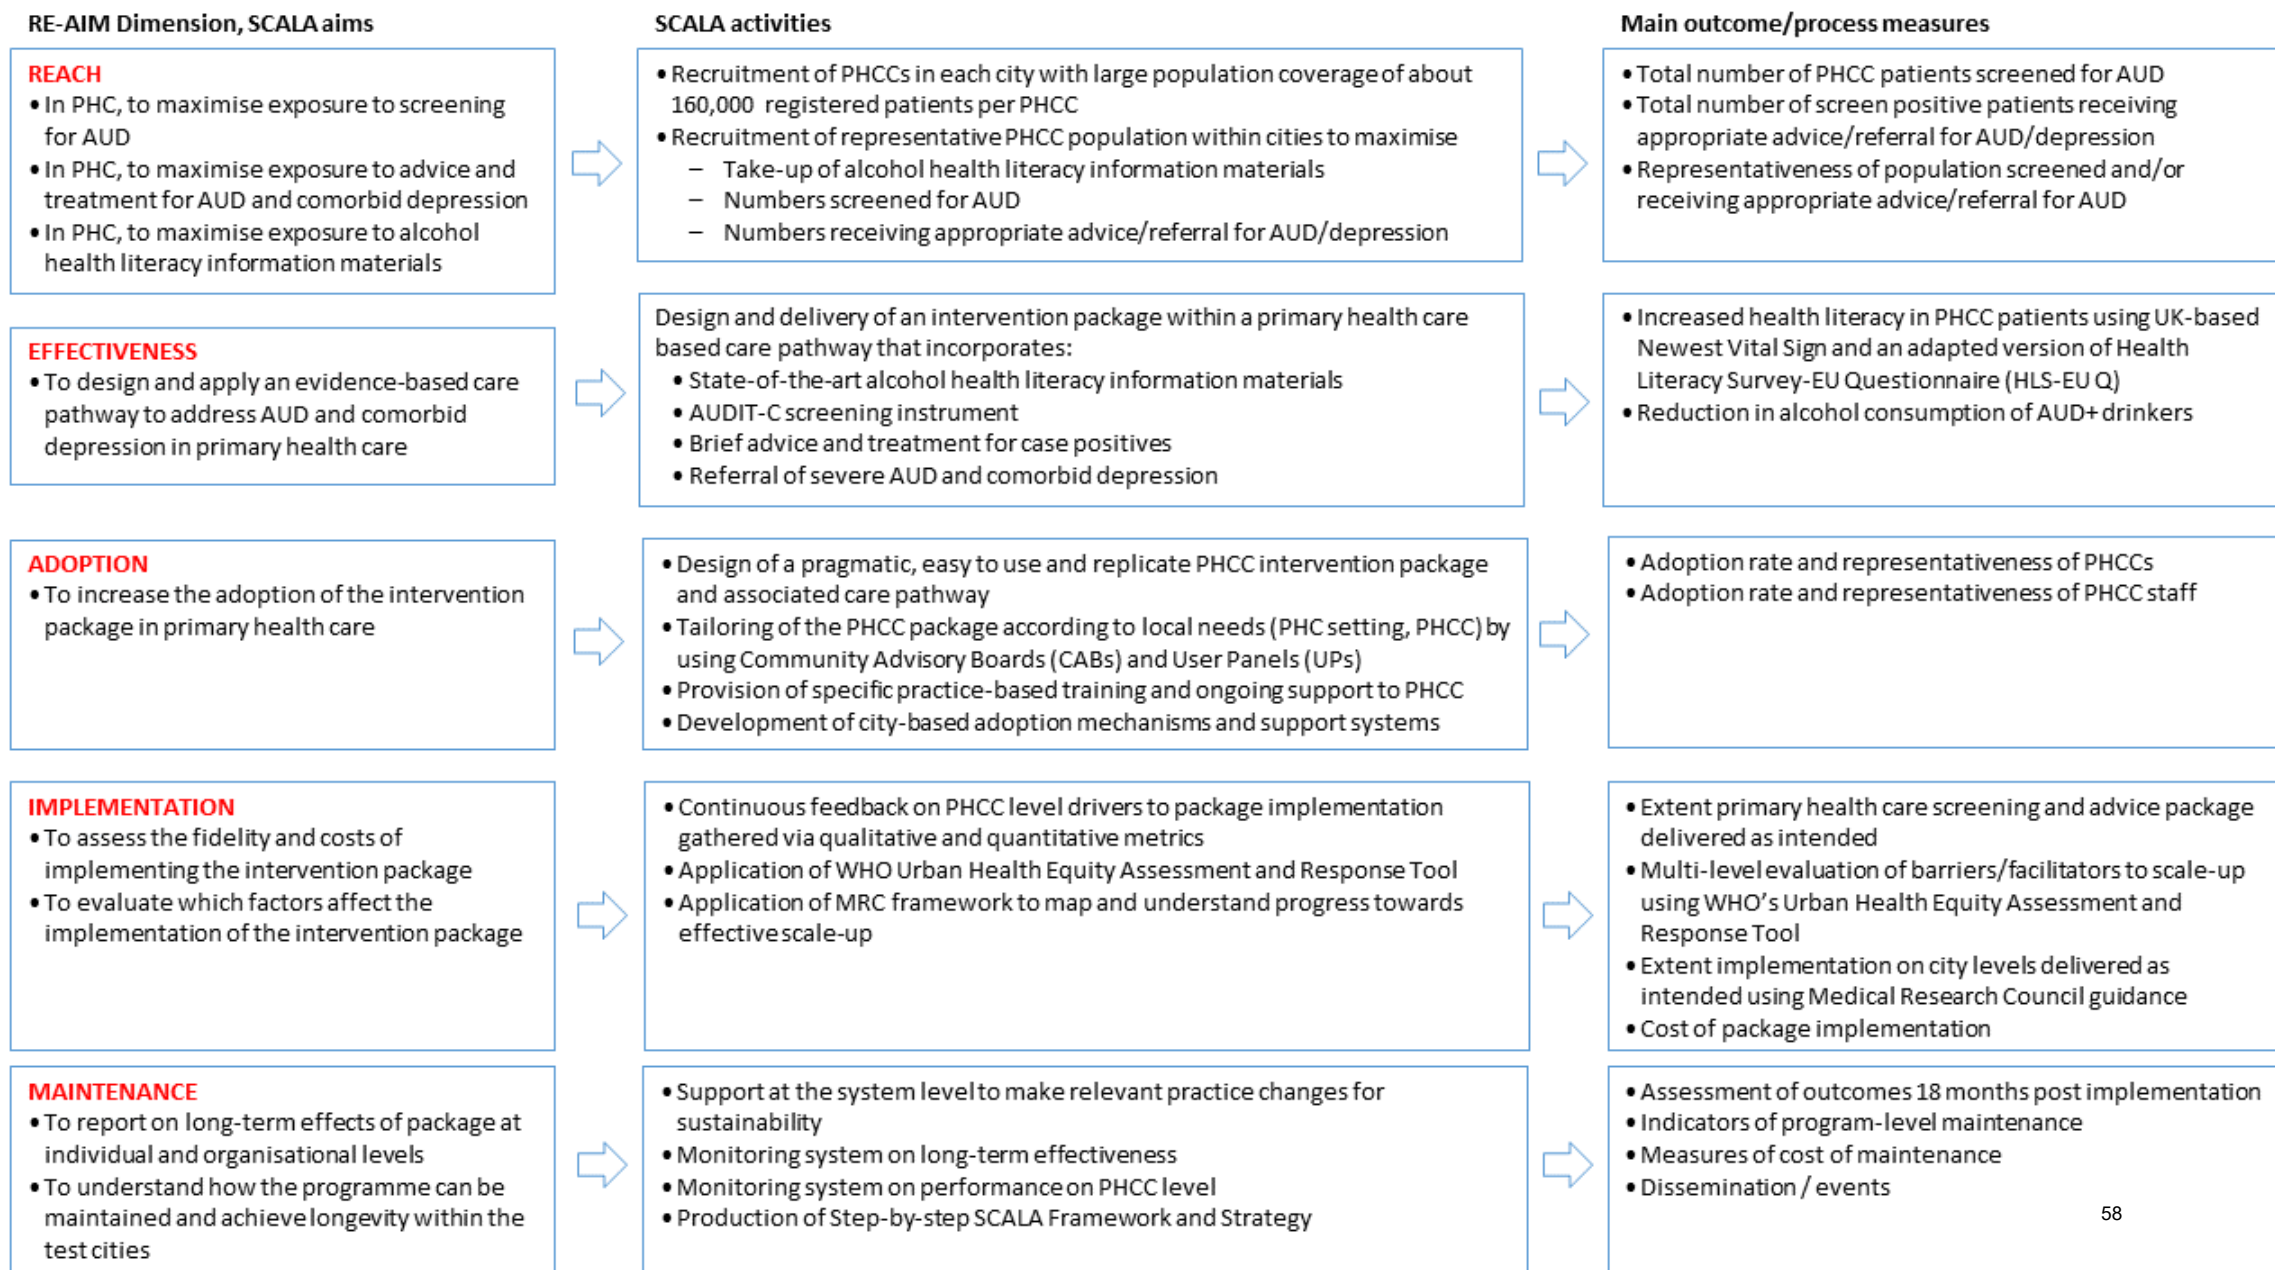 RE-AIM Dimension, SCALA aims
SCALA activities
Main outcome/process measures
REACH
• In PHC, to maximise exposure to screening
for AUD
• In PHC, to maximise exposure to advice and
treatment for AUD and comorbid depression
• In PHC, to maximise exposure to alcohol
health literacy information materials
• Recruitment of PHCCs in each city with large population coverage of about
160,000 registered patients per PHCC
• Recruitment of representative PHCC population within cities to maximise
– Take-up of alcohol health literacy information materials
– Numbers screened for AUD
– Numbers receiving appropriate advice/referral for AUD/depression
• Total number of PHCC patients screened for AUD
• Total number of screen positive patients receiving
appropriate advice/referral for AUD/depression
• Representativeness of population screened and/or
receiving appropriate advice/referral for AUD
EFFECTIVENESS
• To design and apply an evidence-based care
pathway to address AUD and comorbid
depression in primary health care
Design and delivery of an intervention package within a primary health care
based care pathway that incorporates:
• State-of-the-art alcohol health literacy information materials
• AUDIT-C screening instrument
• Brief advice and treatment for case positives
• Referral of severe AUD and comorbid depression
• Increased health literacy in PHCC patients using UK-based
Newest Vital Sign and an adapted version of Health
Literacy Survey-EU Questionnaire (HLS-EU Q)
• Reduction in alcohol consumption of AUD+ drinkers
ADOPTION
• To increase the adoption of the intervention
package in primary health care
• Design of a pragmatic, easy to use and replicate PHCC intervention package
and associated care pathway
• Tailoring of the PHCC package according to local needs (PHC setting, PHCC) by
using Community Advisory Boards (CABs) and User Panels (UPs)
• Provision of specific practice-based training and ongoing support to PHCC
• Development of city-based adoption mechanisms and support systems
• Adoption rate and representativeness of PHCCs
• Adoption rate and representativeness of PHCC staff
IMPLEMENTATION
• To assess the fidelity and costs of
implementing the intervention package
• To evaluate which factors affect the
implementation of the intervention package
• Continuous feedback on PHCC level drivers to package implementation
gathered via qualitative and quantitative metrics
• Application of WHO Urban Health Equity Assessment and Response Tool
• Application of MRC framework to map and understand progress towards
effective scale-up
• Extent primary health care screening and advice package
delivered as intended
• Multi-level evaluation of barriers/facilitators to scale-up
using WHO's Urban Health Equity Assessment and
Response Tool
• Extent implementation on city levels delivered as
intended using Medical Research Council guidance
• Cost of package implementation
MAINTENANCE
• To report on long-term effects of package at
individual and organisational levels
• To understand how the programme can be
maintained and achieve longevity within the
test cities
• Support at the system level to make relevant practice changes for
sustainability
• Monitoring system on long-term effectiveness
• Monitoring system on performance on PHCC level
• Production of Step-by-step SCALA Framework and Strategy
• Assessment of outcomes 18 months post implementation
• Indicators of program-level maintenance
• Measures of cost of maintenance
• Dissemination / events
58